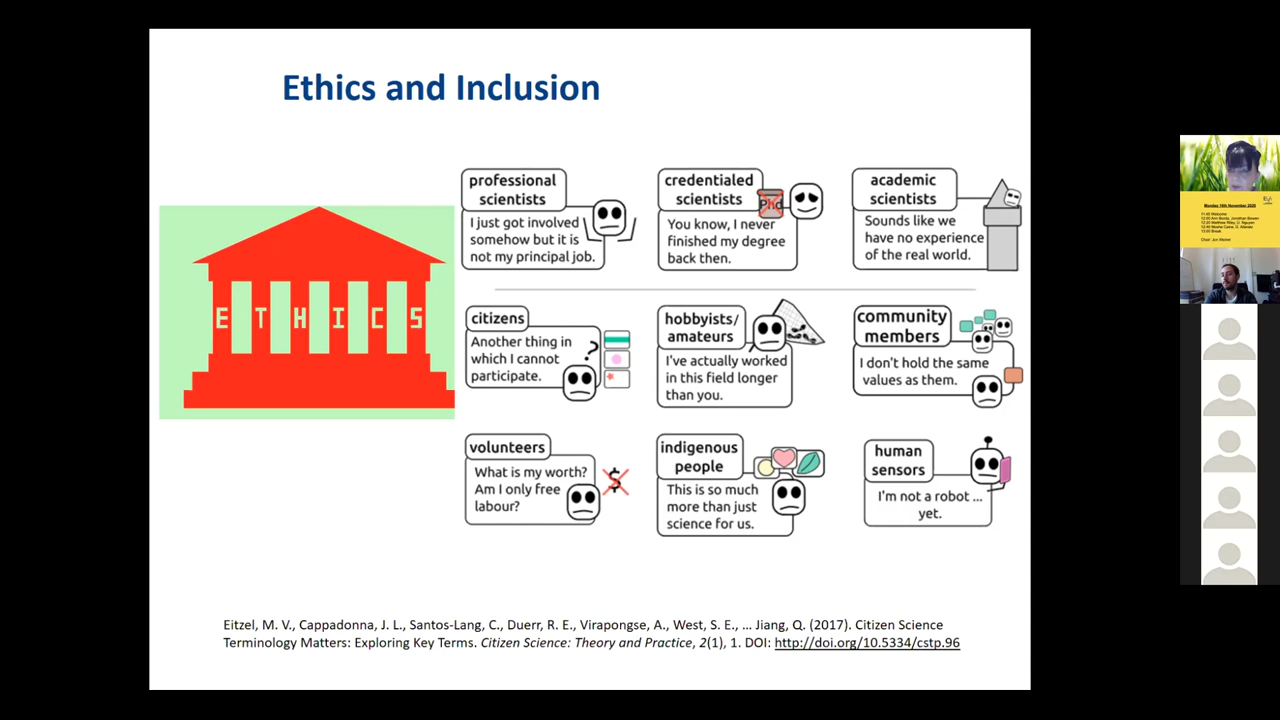 Ethics and Inclusion
ETHICS
professional
scientists
I just got involved
somehow but it is
not my principal job.
credentialed
scientists
Phd
You know, I never
finished my degree
back then.
academic
scientists
Sounds like we
have no experience
of the real world.
citizens
Another thing in
which I cannot
participate.
?
hobbyists/
amateurs
I've actually worked
in this field longer
than you.
community
members
I don't hold the same
values as them.
volunteers
What is my worth?
Am I only free
labour?
$
indigenous
people
This is so much
more than just
science for us.
human
sensors
I'm not a robot ...
yet.
Eitzel, M. V., Cappadonna, J. L., Santos-Lang, C., Duerr, R. E., Virapongse, A., West, S. E., … Jiang, Q. (2017). Citizen Science
Terminology Matters: Exploring Key Terms. Citizen Science: Theory and Practice, 2(1), 1. DOI: http://doi.org/10.5334/cstp.96
Monday 16th November 2020